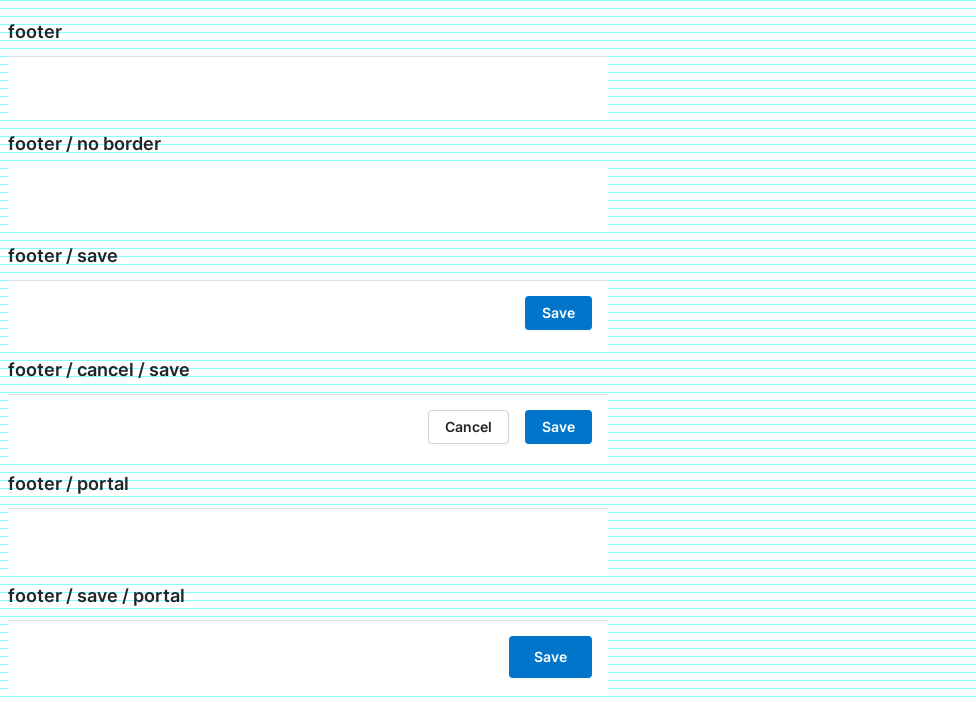 footer
footer / no border
footer / save
Save
footer / cancel / save
Cancel Save
footer / portal
footer / save / portal
Save